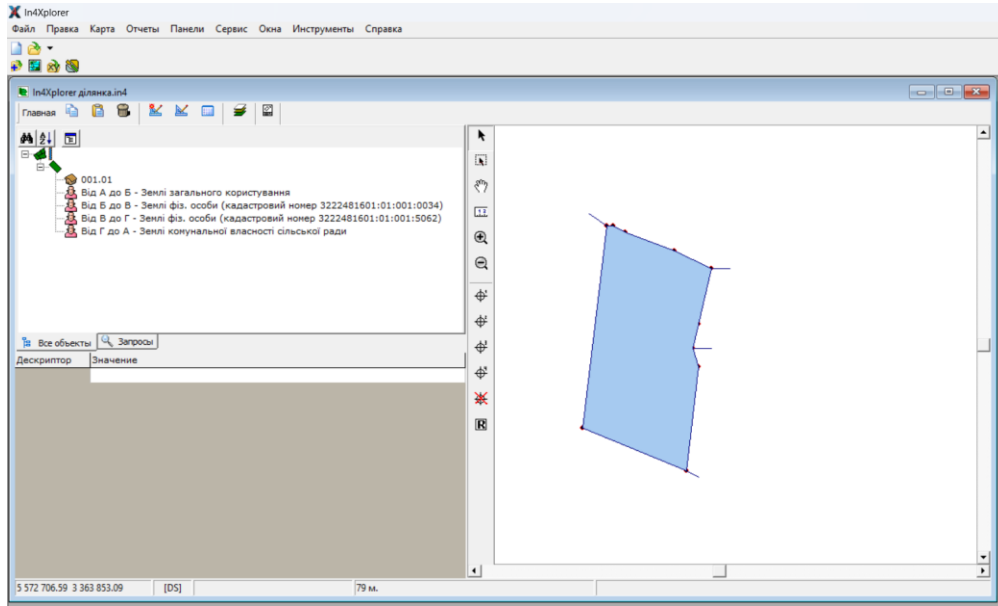 In4Xplorer
Файл Правка Карта Отчеты Панели Сервис Окна Инструменты Справка
In4Xplorer ділянка.in4
Главная
001.01
Від А до Б - Землі загального користування
Від Б до В - Землі фіз. особи (кадастровий номер 3222481601:01:001:0034)
Від В до Г - Землі фіз. особи (кадастровий номер 3222481601:01:001:5062)
Від Г до А - Землі комунальної власності сільської ради
Все объекты Запросы
Дескриптор Значение
R
5 572 706.59 3 363 853.09 [DS] 79 м.